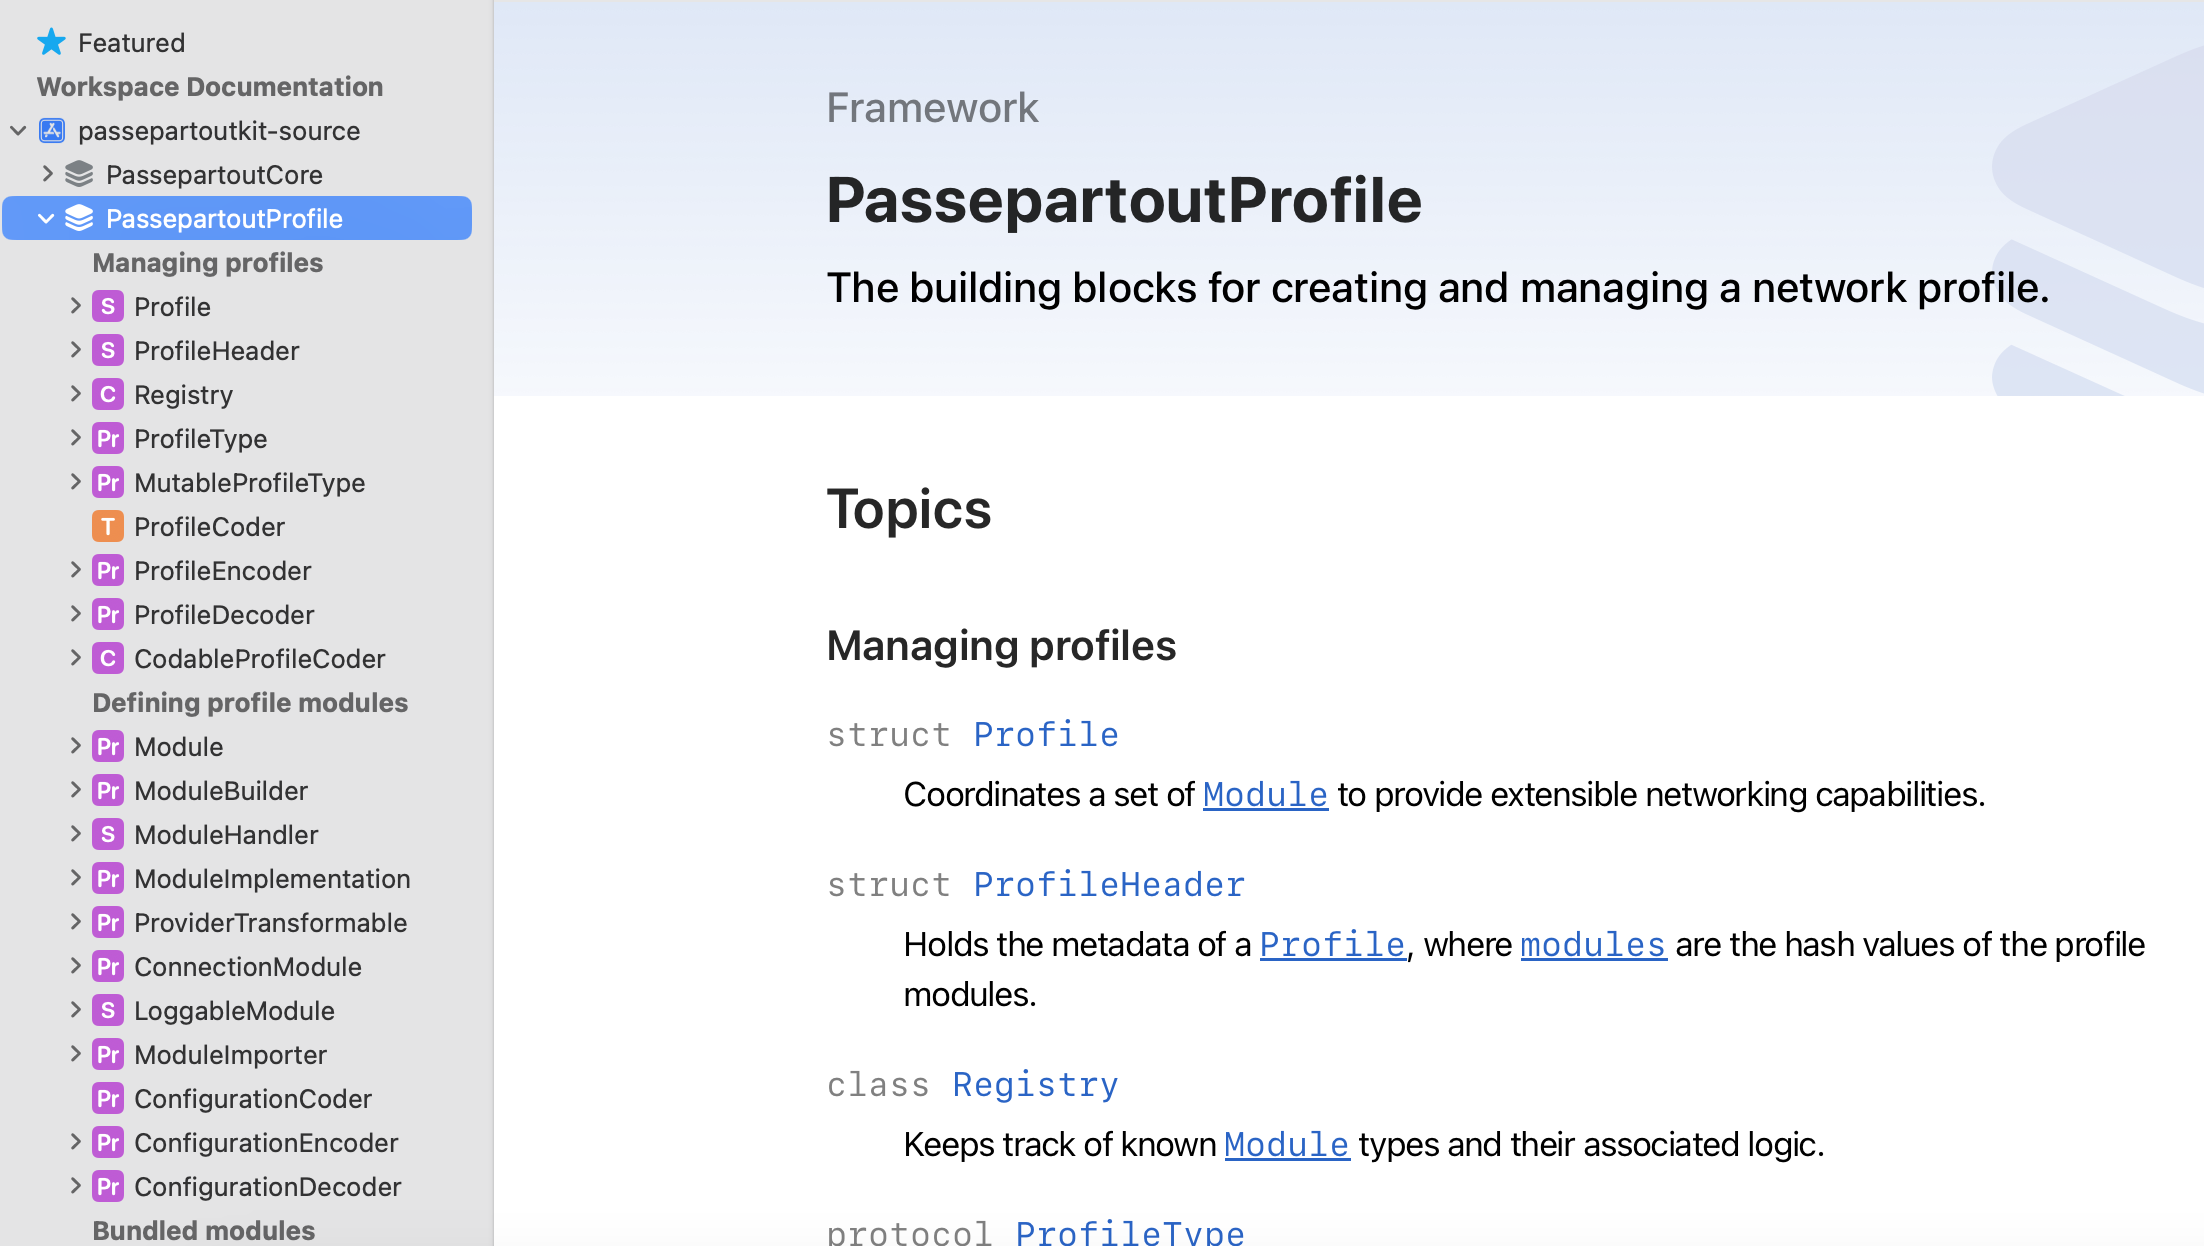 Featured
Workspace Documentation
passepartoutkit-source
PassepartoutCore
PassepartoutProfile
Managing profiles
S Profile
S ProfileHeader
C Registry
Pr ProfileType
Pr MutableProfileType
T ProfileCoder
Pr ProfileEncoder
Pr ProfileDecoder
C CodableProfileCoder
Defining profile modules
Pr Module
Pr ModuleBuilder
S ModuleHandler
Pr ModuleImplementation
Pr ProviderTransformable
Pr ConnectionModule
S LoggableModule
Pr ModuleImporter
Pr ConfigurationCoder
Pr ConfigurationEncoder
Pr ConfigurationDecoder
Bundled modules
Framework
PassepartoutProfile
The building blocks for creating and managing a network profile.
Topics
Managing profiles
struct Profile
Coordinates a set of Module to provide extensible networking capabilities.
struct ProfileHeader
Holds the metadata of a Profile, where modules are the hash values of the profile
modules.
class Registry
Keeps track of known Module types and their associated logic.
protocol ProfileType